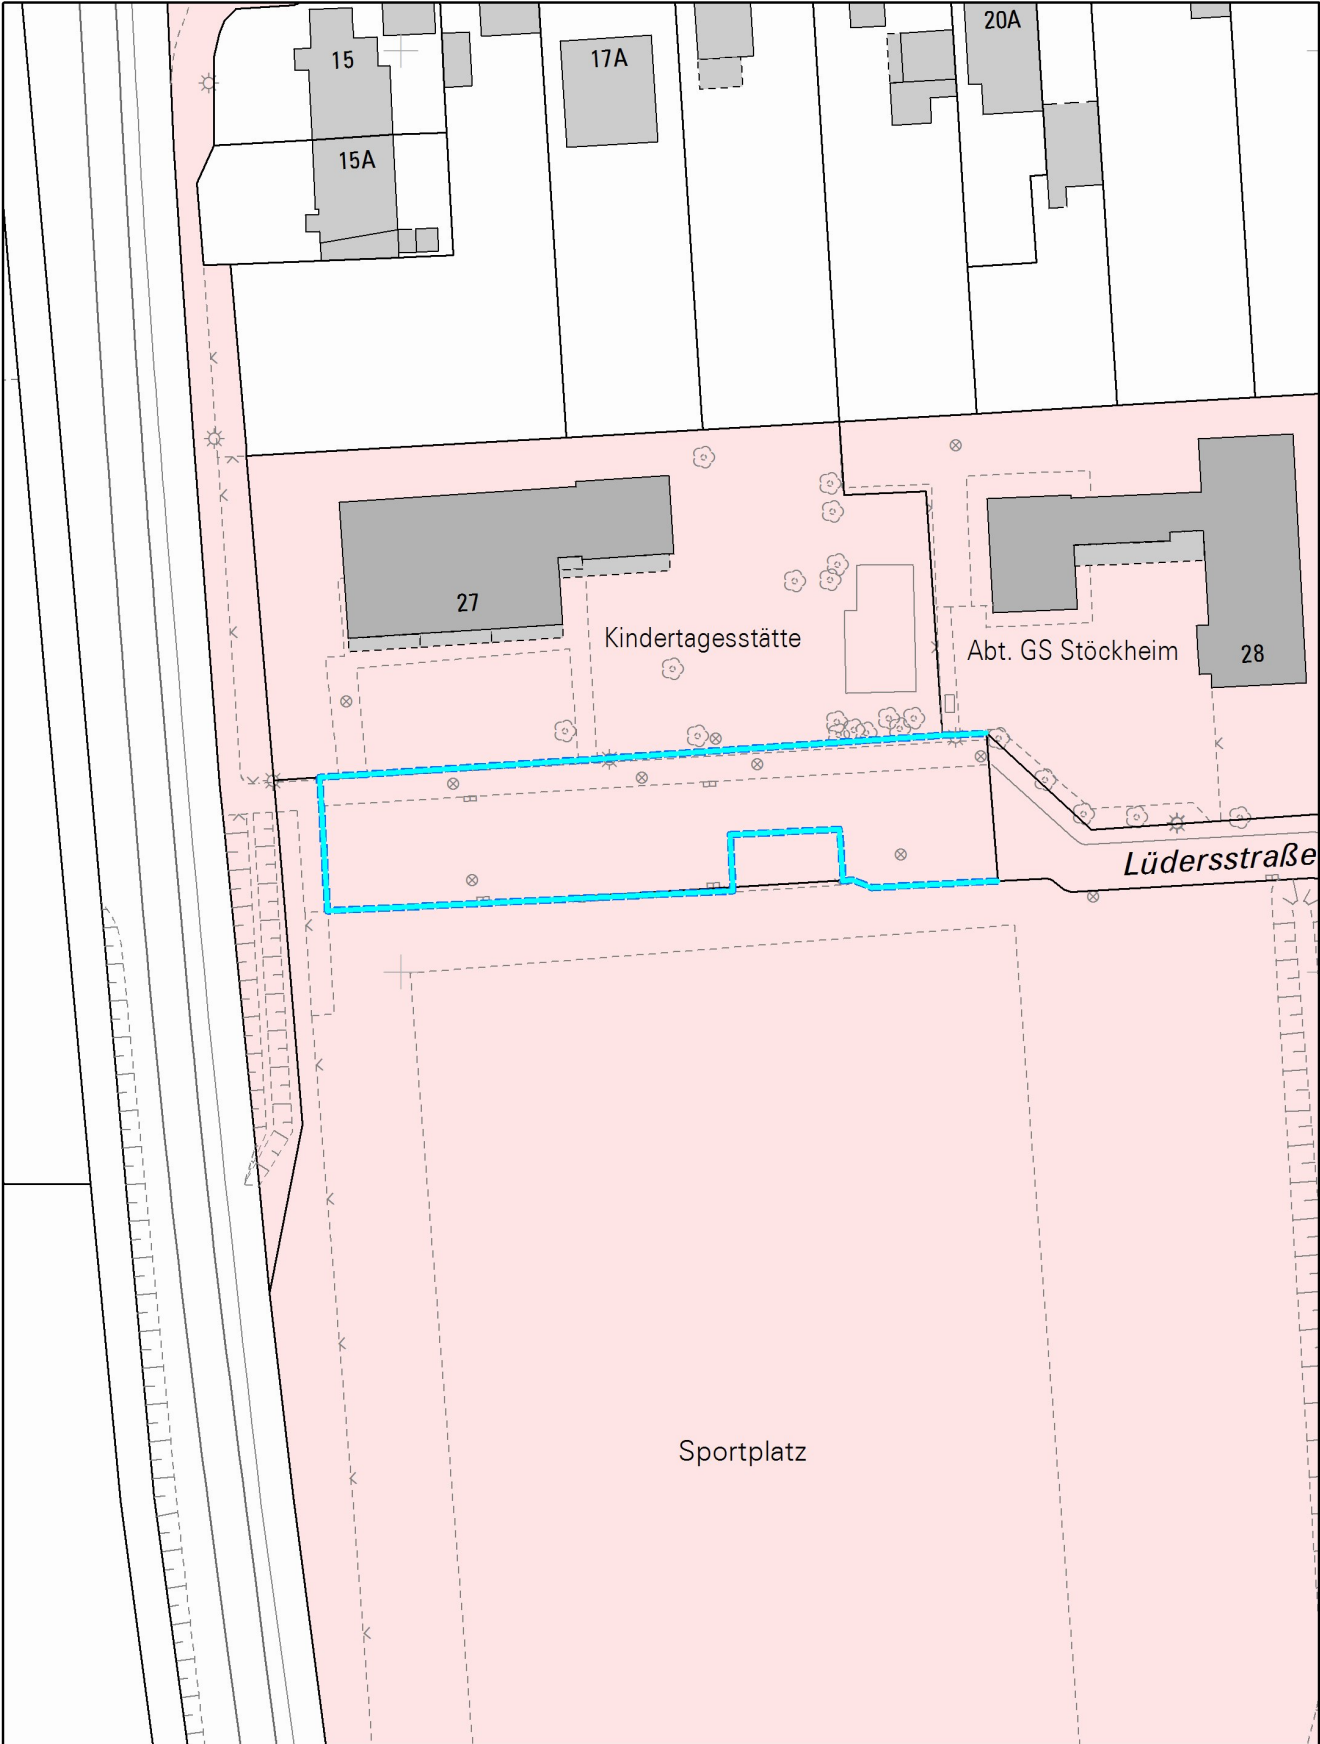 20A
15
17A
15A
27
Kindertagesstätte
Abt. GS Stöckheim
28
Lüdersstraße
Sportplatz